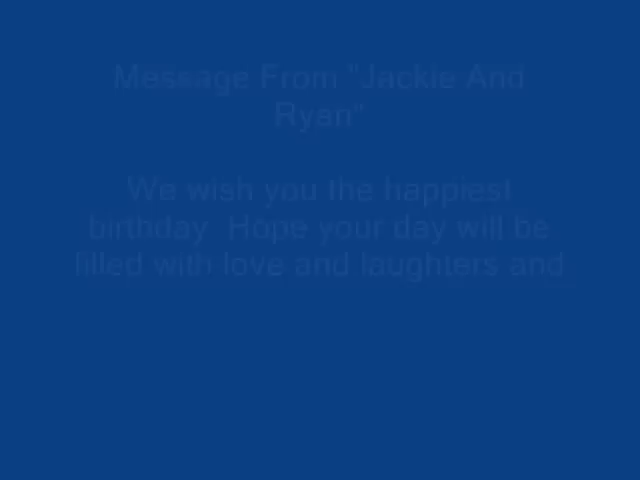 Message From "Jackie And
Ryan"
We wish you the happiest
birthday. Hope your day will be
filled with love and laughters and